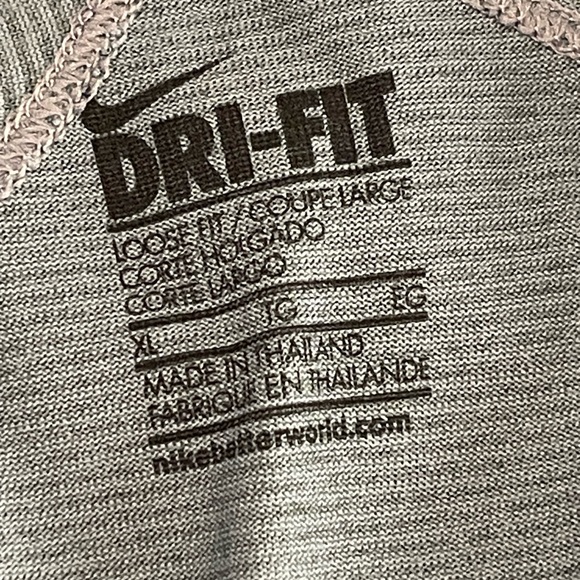 DRI-FIT
LOOSE FIT / COUPE LARGE
CORTE HOLGADO
CORTE LARGO
XL TG EG
MADE IN THAILAND
FABRIQUÉ EN THAILANDE
nikebetterworld.com